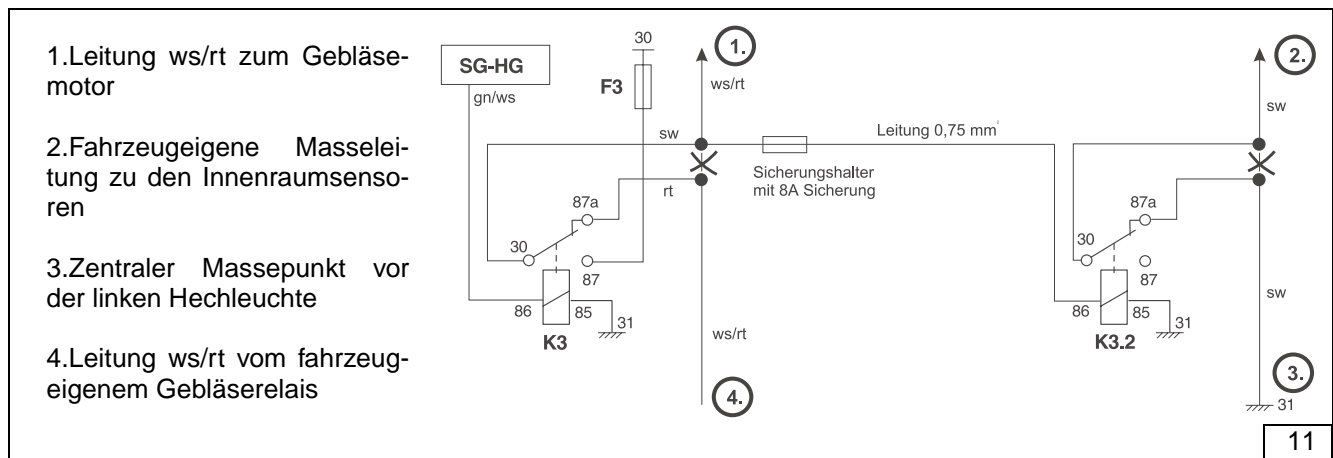 1.Leitung ws/rt zum Gebläse-
motor
2.Fahrzeugeigene Masselei-
tung zu den Innenraumsenso-
ren
3.Zentraler Massepunkt vor
der linken Hechleuchte
4.Leitung ws/rt vom fahrzeug-
eigenem Gebläserelais
SG-HG
gn/ws
30
F3
1.
ws/rt
sw
rt
87a
30
87
86
85
31
K3
ws/rt
4.
Leitung 0,75 mm²
Sicherungshalter
mit 8A Sicherung
2.
sw
87a
30
87
86
85
31
K3.2
sw
3.
31
11